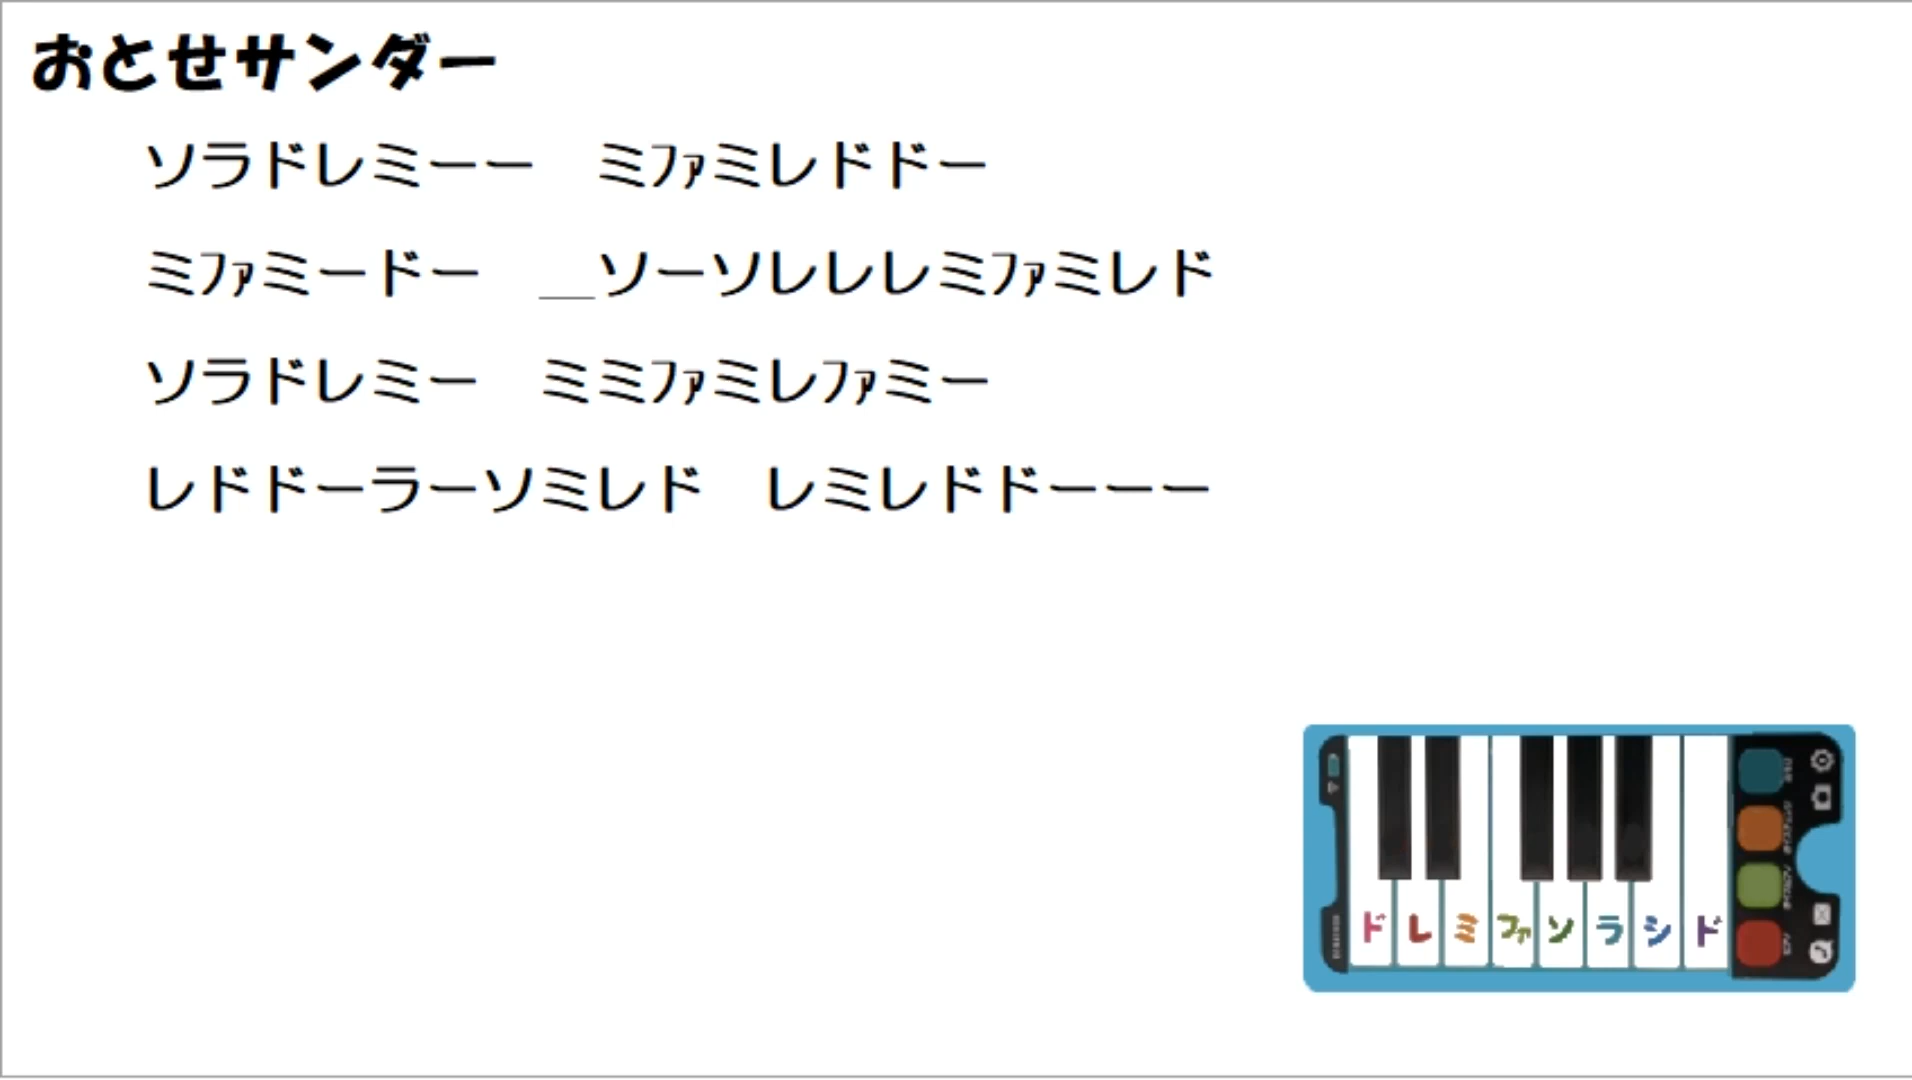 おとせサンダー
ソラドレミーー　ミファミレドドー
ミファミードー　＿ソーソレレレミファミレド
ソラドレミー　ミミファミレファミー
レドドーラーソミレド　レミレドドーーー
ド レ ミ ファ ソ ラ シ ド